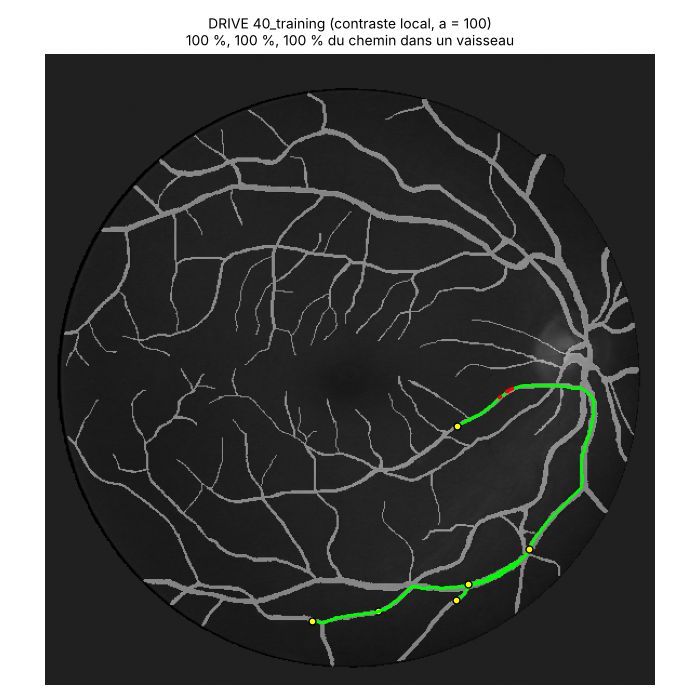 DRIVE 40_training (contraste local, a = 100)
100 %, 100 %, 100 % du chemin dans un vaisseau